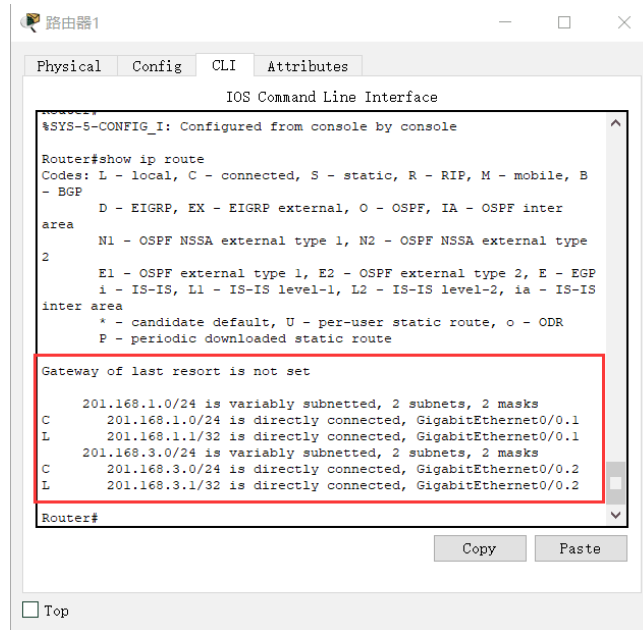 路由器1
Physical Config CLI Attributes
IOS Command Line Interface
%SYS-5-CONFIG_I: Configured from console by console
Router#show ip route
Codes: L - local, C - connected, S - static, R - RIP, M - mobile, B
- BGP
D - EIGRP, EX - EIGRP external, O - OSPF, IA - OSPF inter
area
N1 - OSPF NSSA external type 1, N2 - OSPF NSSA external type
2
E1 - OSPF external type 1, E2 - OSPF external type 2, E - EGP
i - IS-IS, L1 - IS-IS level-1, L2 - IS-IS level-2, ia - IS-IS
inter area
* - candidate default, U - per-user static route, o - ODR
P - periodic downloaded static route
Gateway of last resort is not set
201.168.1.0/24 is variably subnetted, 2 subnets, 2 masks
C 201.168.1.0/24 is directly connected, GigabitEthernet0/0.1
L 201.168.1.1/32 is directly connected, GigabitEthernet0/0.1
201.168.3.0/24 is variably subnetted, 2 subnets, 2 masks
C 201.168.3.0/24 is directly connected, GigabitEthernet0/0.2
L 201.168.3.1/32 is directly connected, GigabitEthernet0/0.2
Router#
Copy Paste
Top